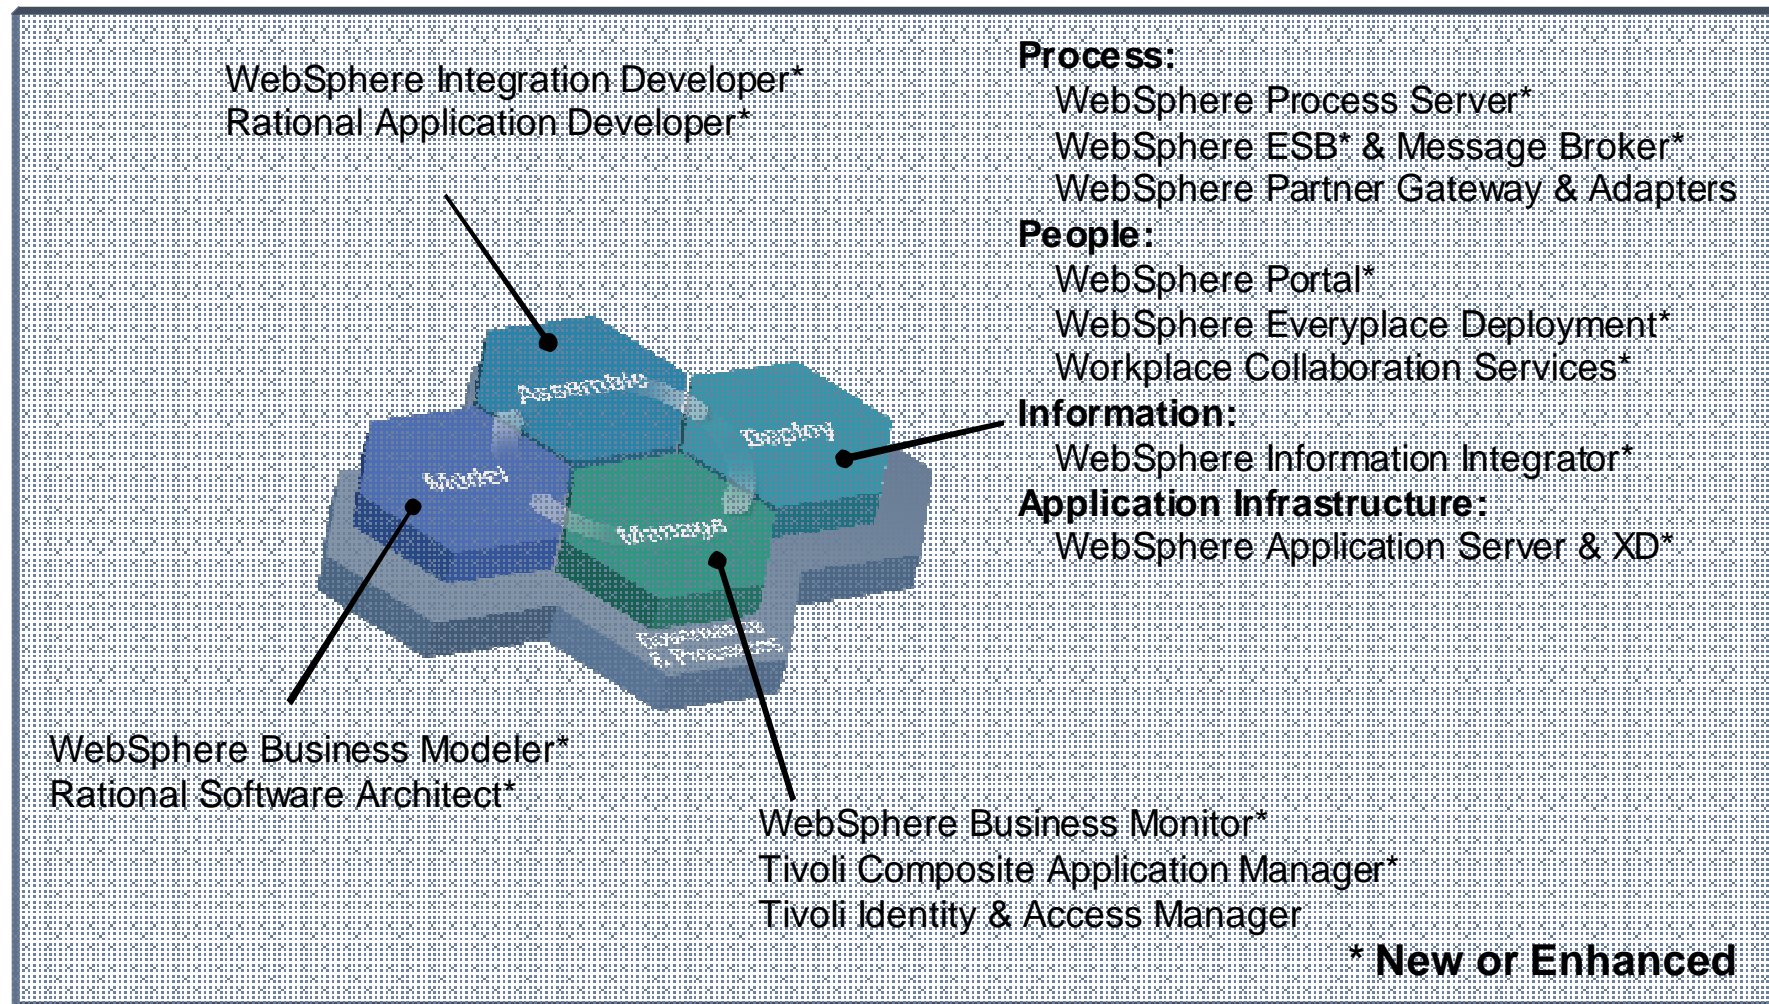 WebSphere Integration Developer*
Rational Application Developer*
Process:
WebSphere Process Server*
WebSphere ESB* & Message Broker*
WebSphere Partner Gateway & Adapters
People:
WebSphere Portal*
WebSphere Everyplace Deployment*
Workplace Collaboration Services*
Information:
WebSphere Information Integrator*
Application Infrastructure:
WebSphere Application Server & XD*
Assemble
Deploy
Model
Manage
& Processes
WebSphere Business Modeler*
Rational Software Architect*
WebSphere Business Monitor*
Tivoli Composite Application Manager*
Tivoli Identity & Access Manager
* New or Enhanced